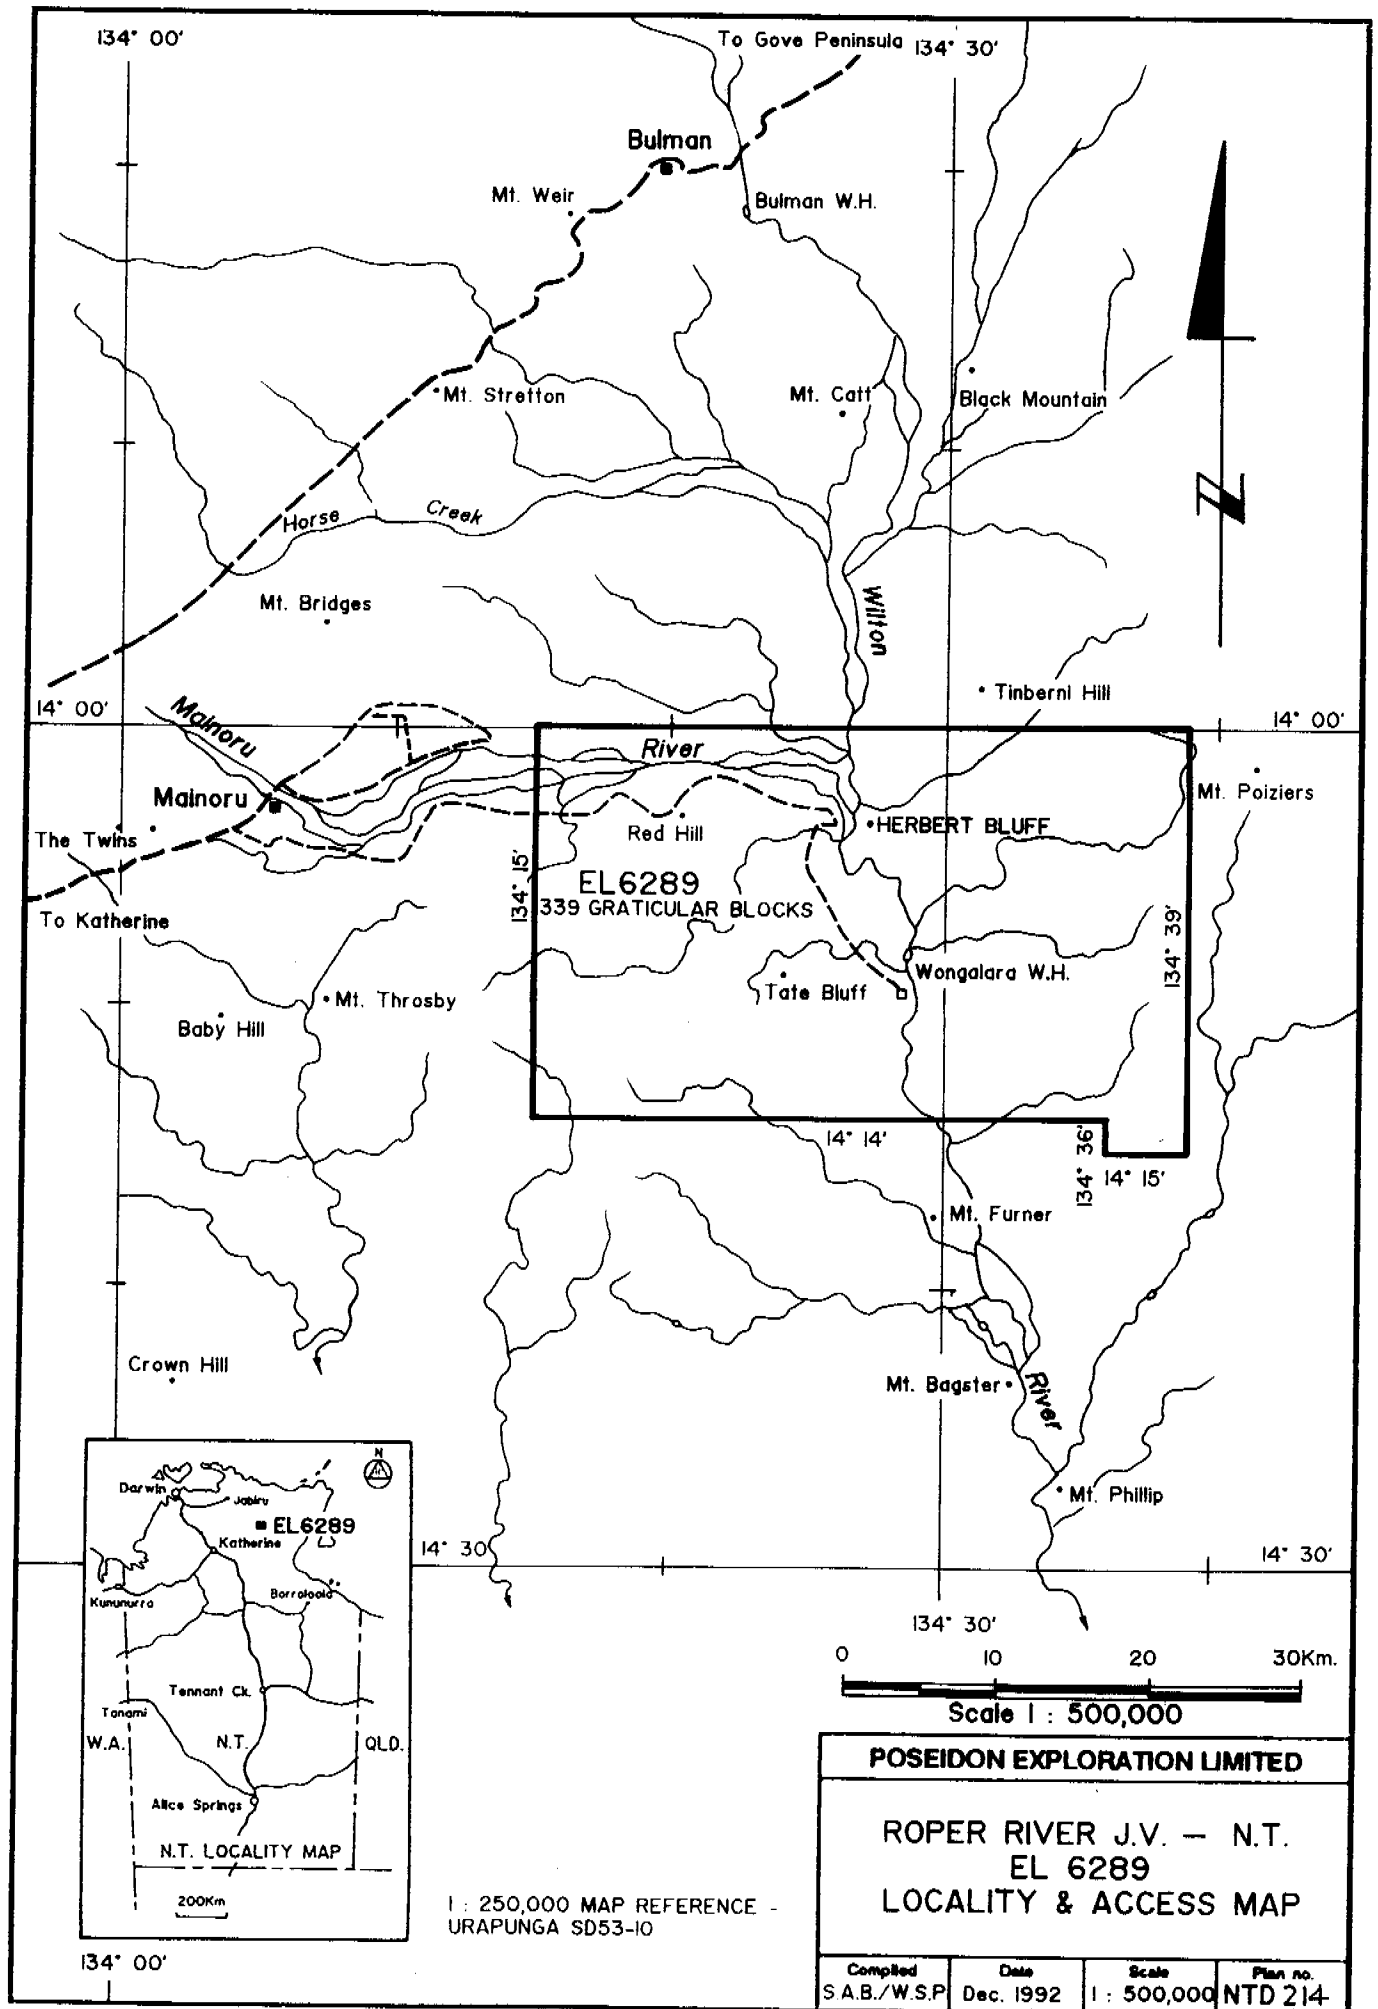 134° 00'
To Gove Peninsula
134° 30'
Bulman
Mt. Weir
Bulman W.H.
Mt. Stretton
Mt. Catt
Black Mountain
Horse Creek
Mt. Bridges
Wilton
Tinbernl Hill
14° 00'
14° 00'
Mainoru
River
Mt. Poiziers
Mainoru
Red Hill
HERBERT BLUFF
The Twins
134° 15'
EL6289
339 GRATICULAR BLOCKS
To Katherine
134° 39'
Wongalara W.H.
Tate Bluff
Mt. Throsby
Baby Hill
14° 14'
134° 36'
14° 15'
Mt. Furner
Crown Hill
Mt. Bagster
River
Mt. Phillip
N
Darwin
Jabiru
EL6289
Katherine
Kununurra
Borroloola
Tennant Ck.
Tanami
W.A.
N.T.
QLD.
Alice Springs
N.T. LOCALITY MAP
200Km
14° 30'
14° 30'
134° 30'
0 10 20 30Km.
Scale 1 : 500,000
1 : 250,000 MAP REFERENCE -
URAPUNGA SD53-10
134° 00'
POSEIDON EXPLORATION LIMITED
ROPER RIVER J.V. — N.T.
EL 6289
LOCALITY & ACCESS MAP
Compiled
S.A.B./W.S.P
Date
Dec. 1992
Scale
1 : 500,000
Plan no.
NTD 214